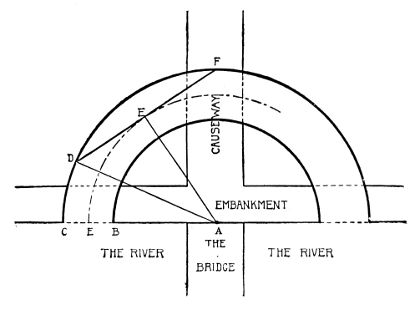 F
E
CAUSEWAY
D
EMBANKMENT
C E B A
THE RIVER THE THE RIVER
BRIDGE